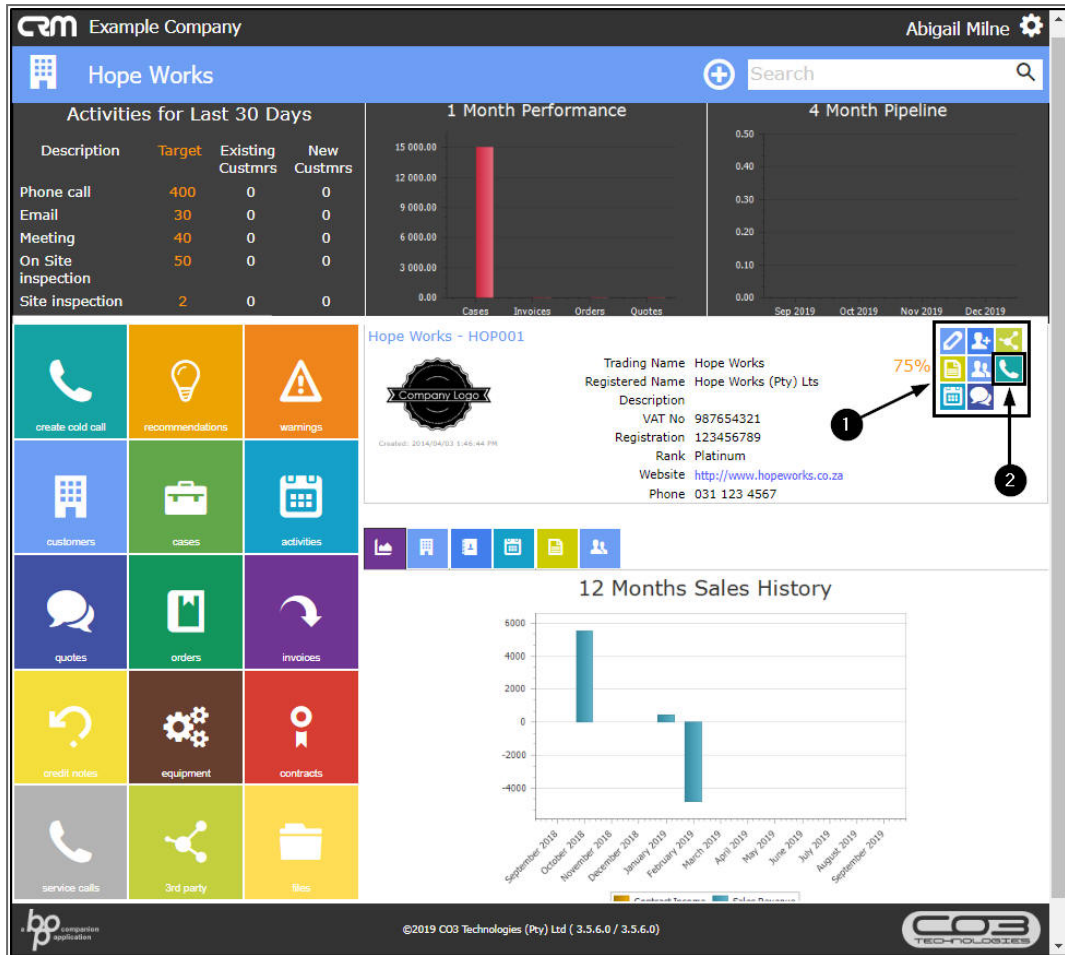 CRM Example Company
Abigail Milne
Hope Works
Search
Activities for Last 30 Days
Description Target Existing Custmrs New Custmrs
Phone call 400 0 0
Email 30 0 0
Meeting 40 0 0
On Site inspection 50 0 0
Site inspection 2 0 0
1 Month Performance
15 000.00
12 000.00
9 000.00
6 000.00
3 000.00
0.00
Cases Invoices Orders Quotes
4 Month Pipeline
0.50
0.40
0.30
0.20
0.10
0.00
Sep 2019 Oct 2019 Nov 2019 Dec 2019
create cold call
recommendations
warnings
customers
cases
activities
quotes
orders
invoices
credit notes
equipment
contracts
service calls
3rd party
files
Hope Works - HOP001
Company Logo
Created: 2014/04/03 1:46:44 PM
Trading Name Hope Works
Registered Name Hope Works (Pty) Lts
Description
VAT No 987654321
Registration 123456789
Rank Platinum
Website http://www.hopeworks.co.za
Phone 031 123 4567
75%
1
2
12 Months Sales History
6000
4000
2000
0
-2000
-4000
September 2018
October 2018
November 2018
December 2018
January 2019
February 2019
March 2019
April 2019
May 2019
June 2019
July 2019
August 2019
September 2019
Contract Income Sales Revenue
a bpo companion application
©2019 CO3 Technologies (Pty) Ltd ( 3.5.6.0 / 3.5.6.0)
CO3
TECHNOLOGIES